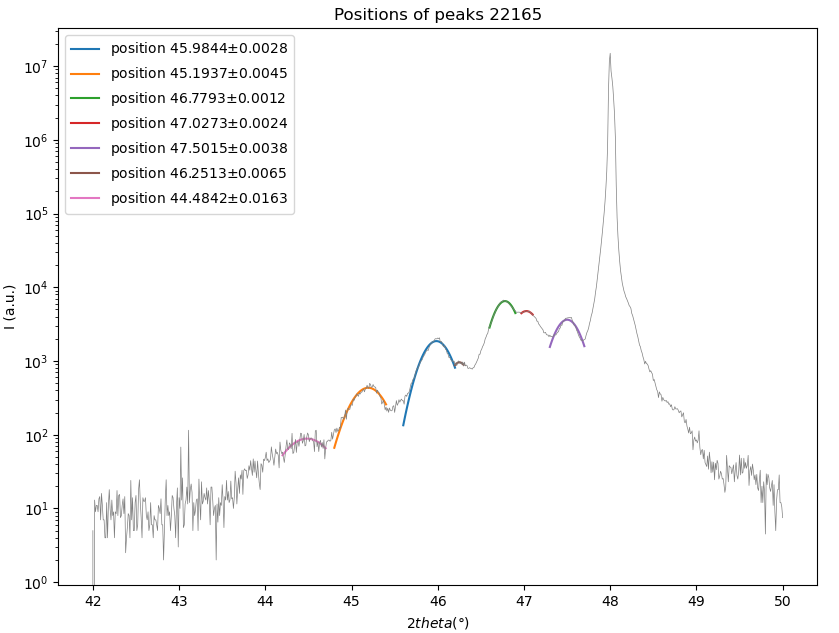 Positions of peaks 22165
position 45.9844±0.0028
position 45.1937±0.0045
position 46.7793±0.0012
position 47.0273±0.0024
position 47.5015±0.0038
position 46.2513±0.0065
position 44.4842±0.0163
I (a.u.)
10⁷
10⁶
10⁵
10⁴
10³
10²
10¹
10⁰
42 43 44 45 46 47 48 49 50
2theta(°)